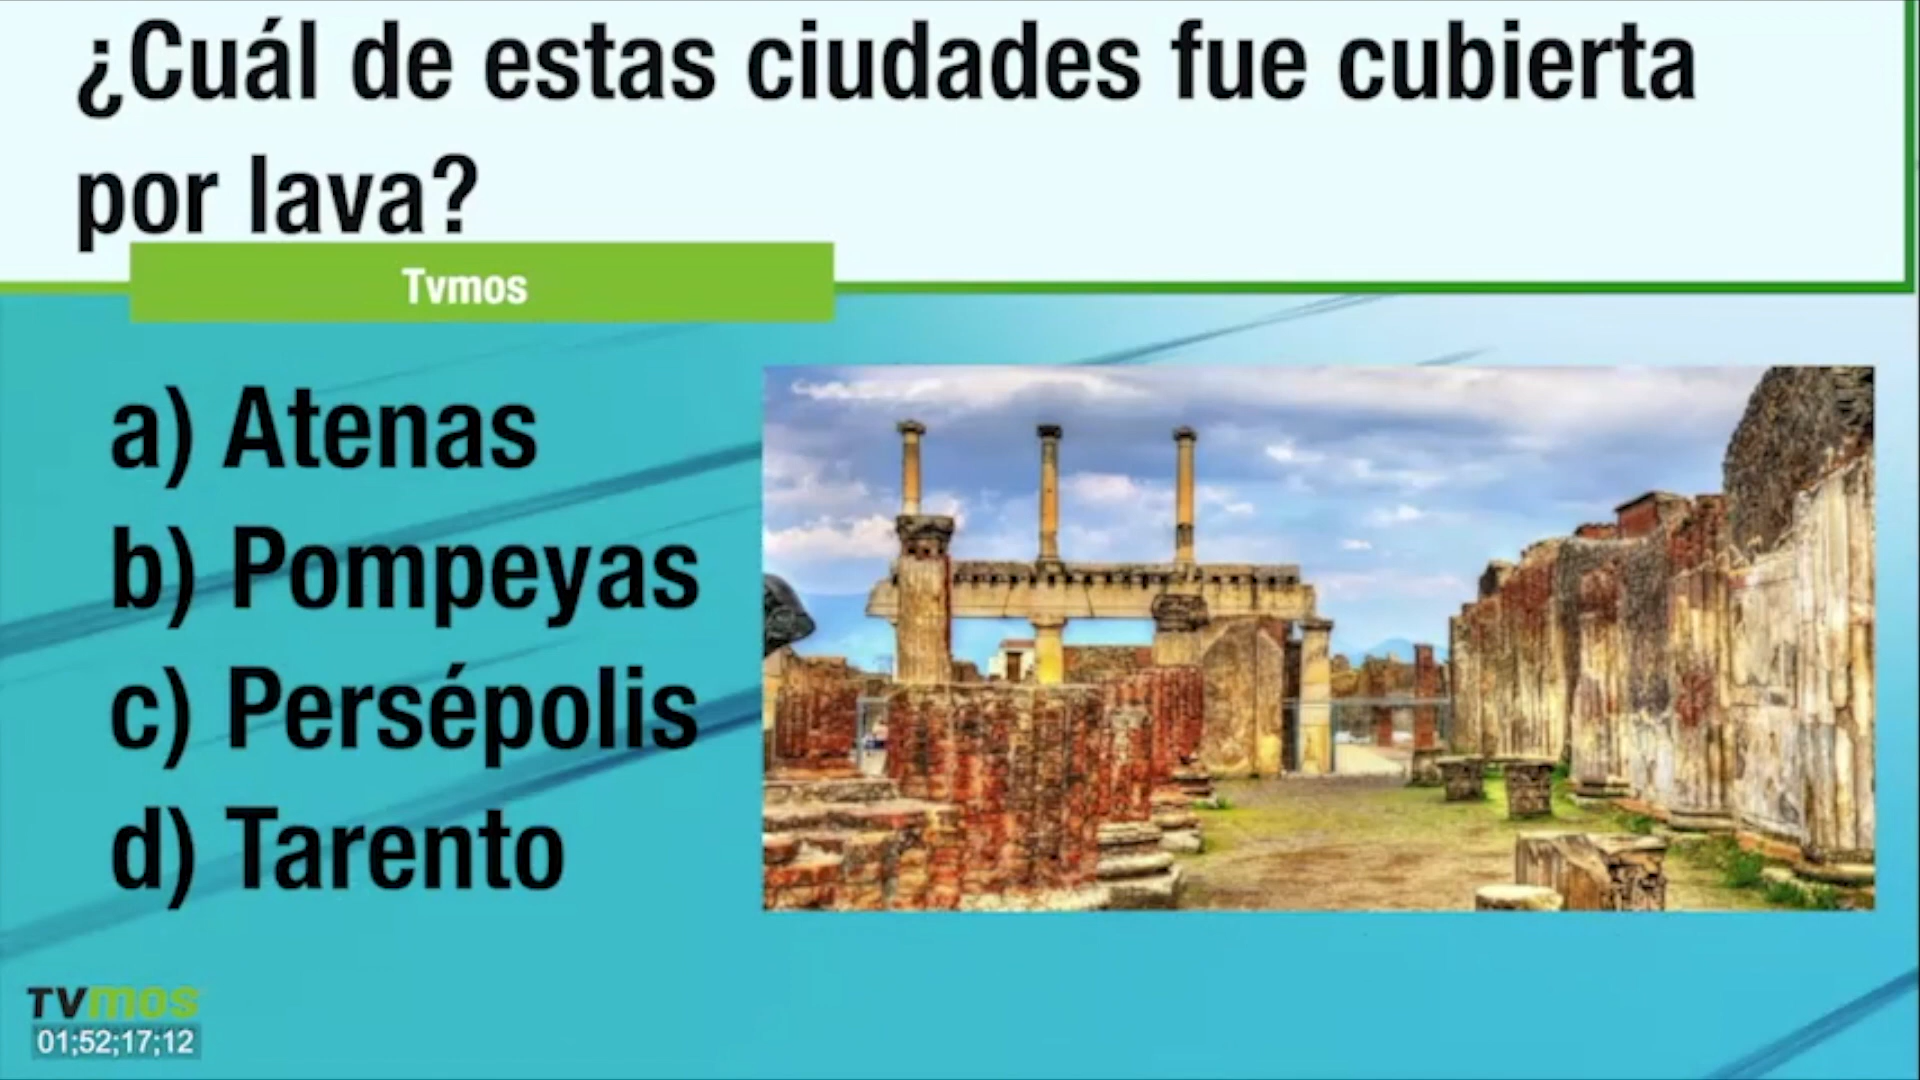 ¿Cuál de estas ciudades fue cubierta
por lava?
Tvmos
a) Atenas
b) Pompeyas
c) Persépolis
d) Tarento
TVmos
01;52;17;12